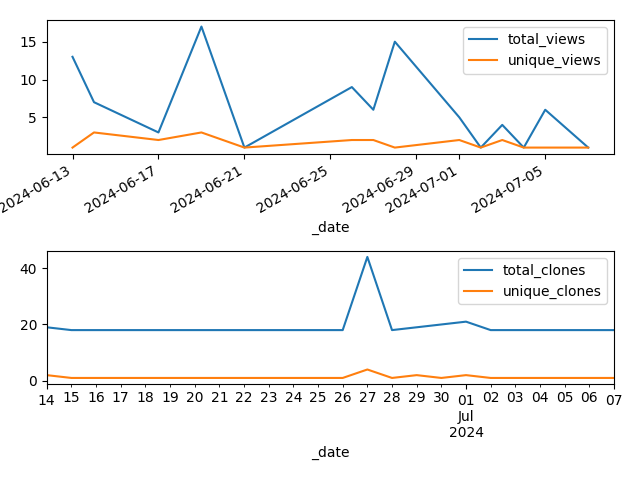 15
10
5
total_views
unique_views
2024-06-13
2024-06-17
2024-06-21
2024-06-25
2024-06-29
2024-07-01
2024-07-05
_date
40
20
0
total_clones
unique_clones
14 15 16 17 18 19 20 21 22 23 24 25 26 27 28 29 30 01 02 03 04 05 06 07
Jul
2024
_date